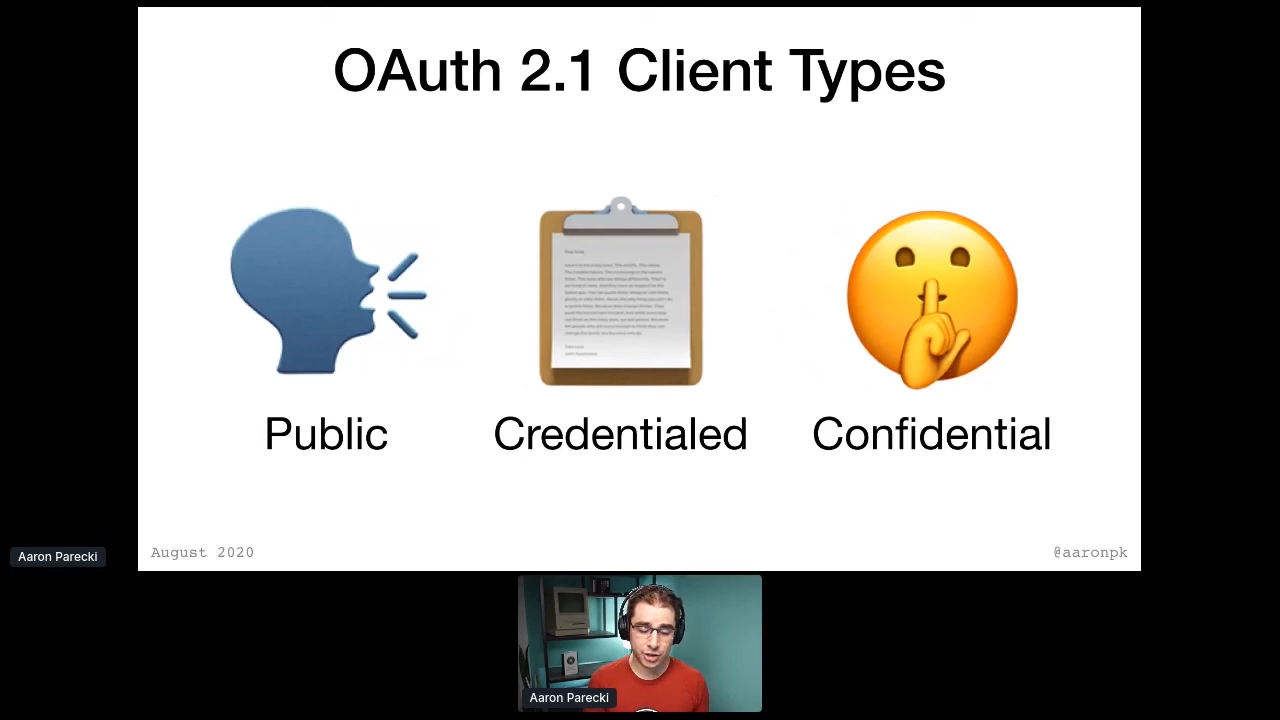 OAuth 2.1 Client Types
Public
Credentialed
Confidential
August 2020
@aaronpk
Aaron Parecki
Aaron Parecki